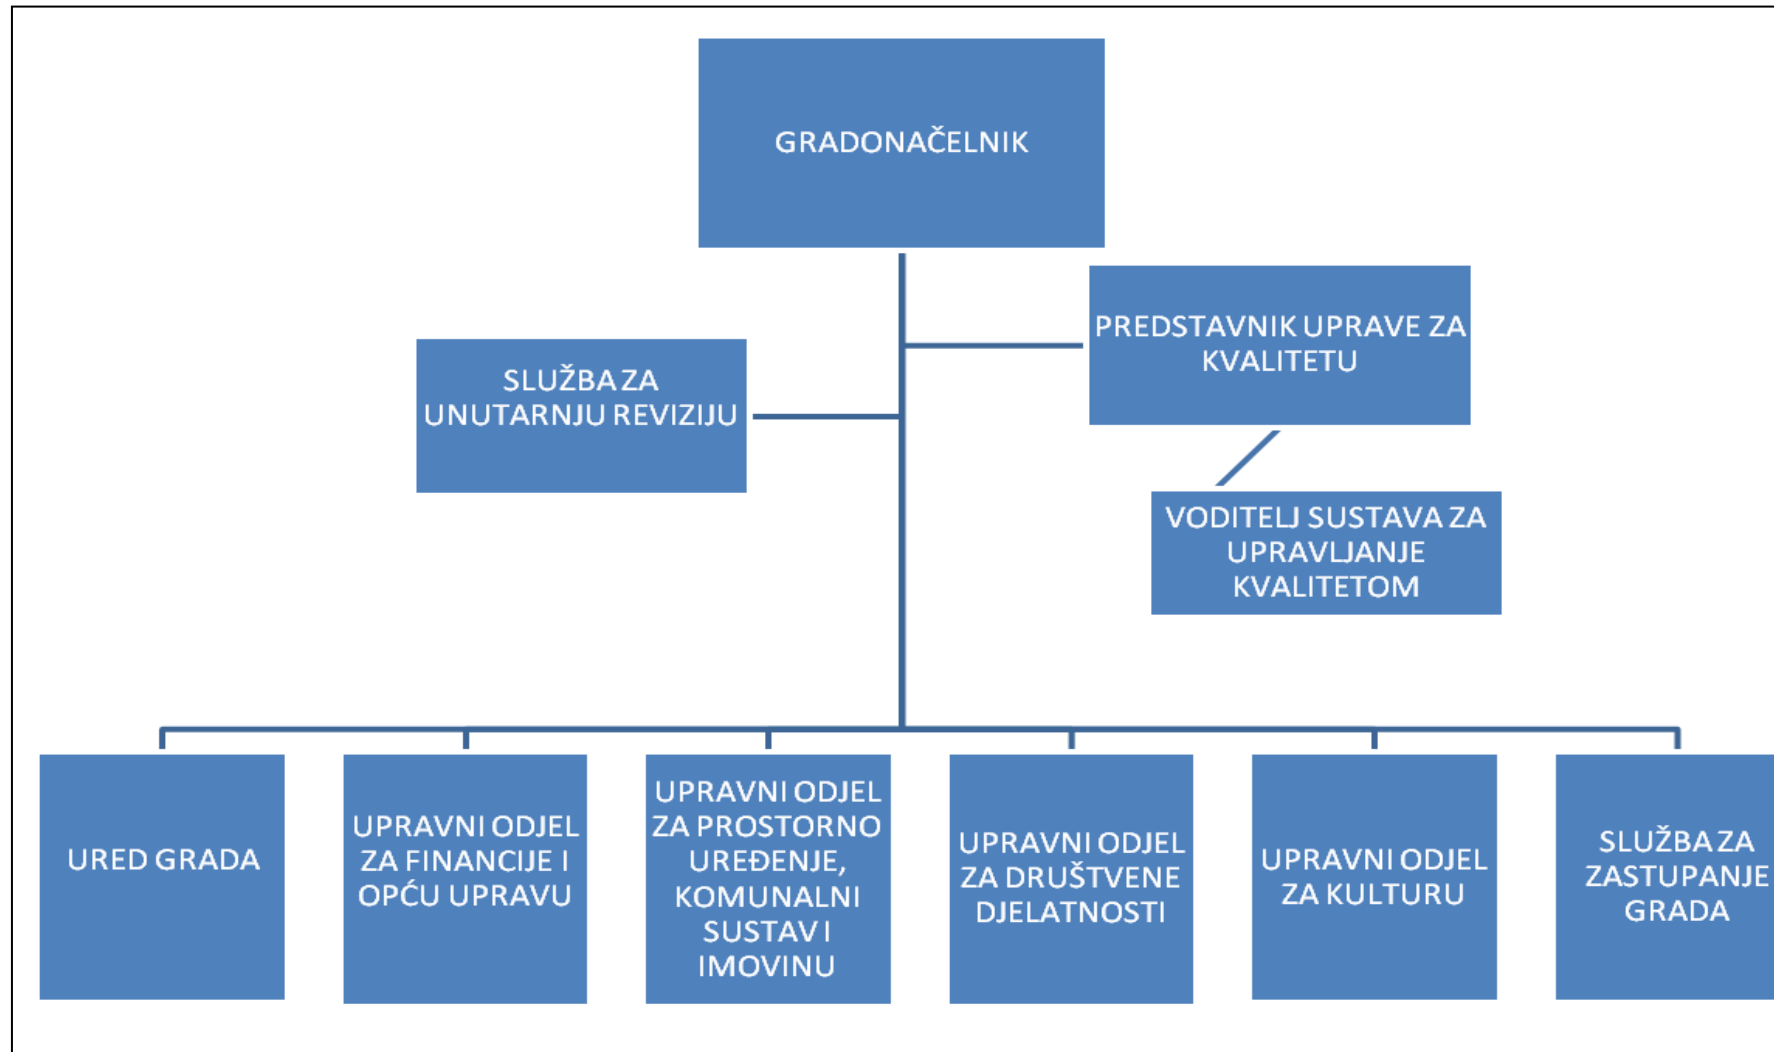 GRADONAČELNIK
PREDSTAVNIK UPRAVE ZA
KVALITETU
SLUŽBA ZA
UNUTARNJU REVIZIJU
VODITELJ SUSTAVA ZA
UPRAVLJANJE
KVALITETOM
URED GRADA
UPRAVNI ODJEL
ZA FINANCIJE I
OPĆU UPRAVU
UPRAVNI ODJEL
ZA PROSTORNO
UREĐENJE,
KOMUNALNI
SUSTAV I
IMOVINU
UPRAVNI ODJEL
ZA DRUŠTVENE
DJELATNOSTI
UPRAVNI ODJEL
ZA KULTURU
SLUŽBA ZA
ZASTUPANJE
GRADA